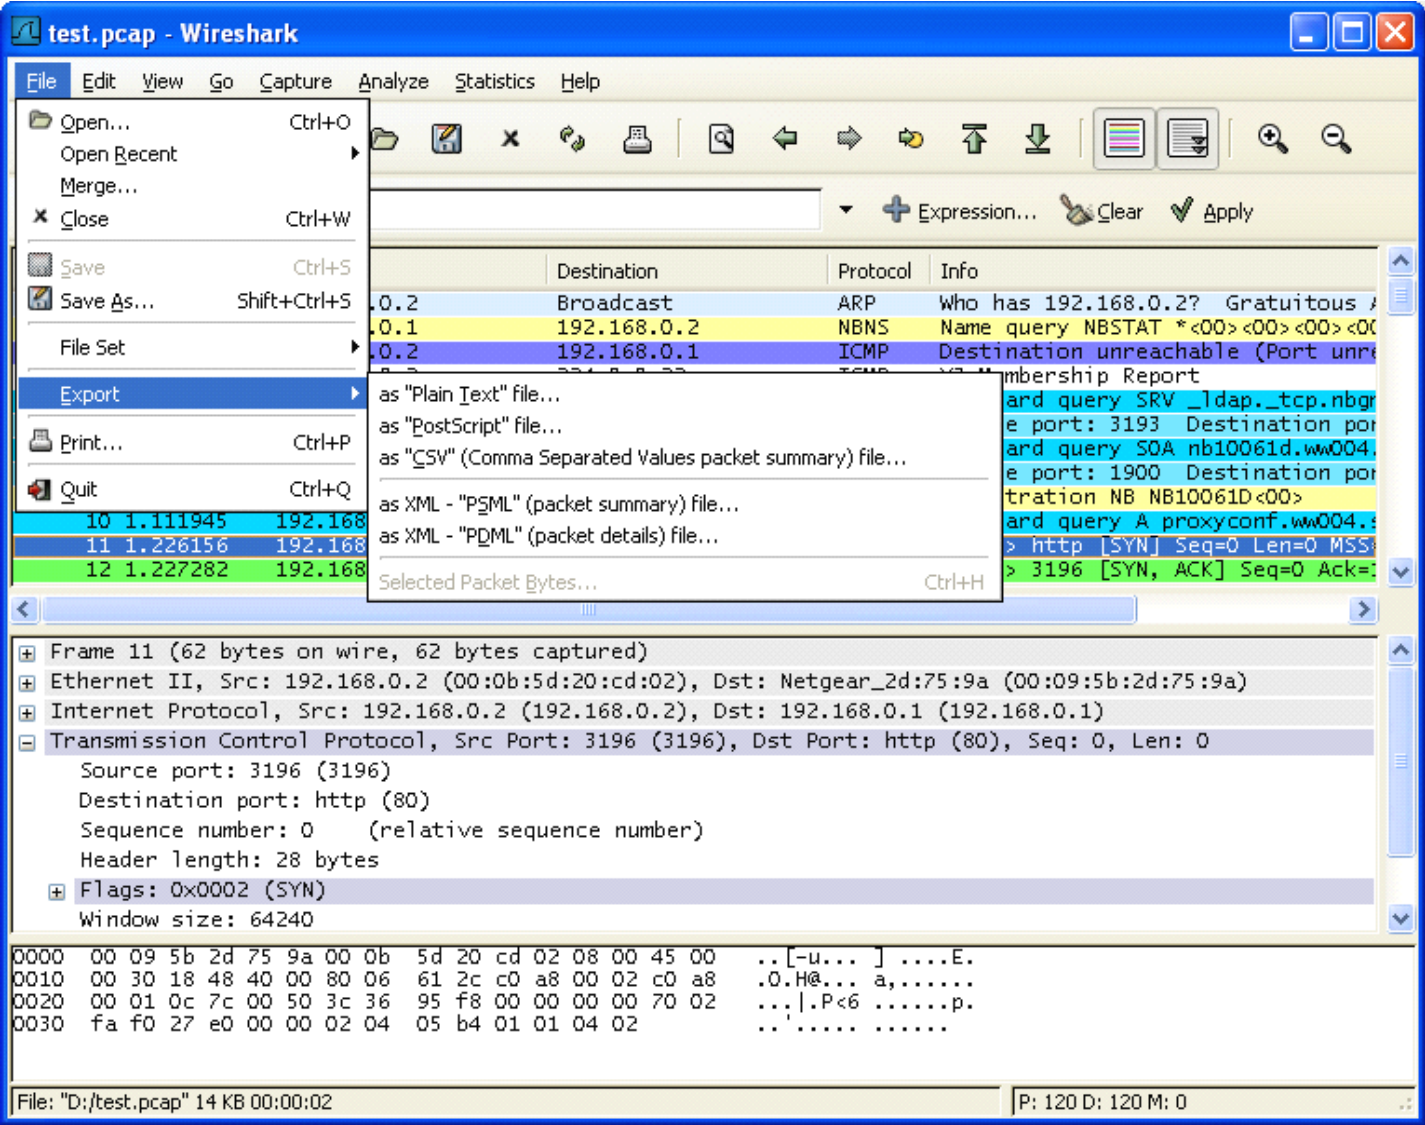 test.pcap - Wireshark
File Edit View Go Capture Analyze Statistics Help
Open... Ctrl+O
Open Recent
Merge...
Close Ctrl+W
Save Ctrl+S
Save As... Shift+Ctrl+S
File Set
Export
Print... Ctrl+P
Quit Ctrl+Q
Expression... Clear Apply
Destination Protocol Info
.0.2 Broadcast ARP Who has 192.168.0.2? Gratuitous
.0.1 192.168.0.2 NBNS Name query NBSTAT *<00><00><00><00
.0.2 192.168.0.1 ICMP Destination unreachable (Port unre
Membership Report
as "Plain Text" file...
as "PostScript" file...
as "CSV" (Comma Separated Values packet summary) file...
as XML - "PSML" (packet summary) file...
as XML - "PDML" (packet details) file...
Selected Packet Bytes... Ctrl+H
ard query SRV _ldap._tcp.nbgm
e port: 3193 Destination por
ard query SOA nb10061d.ww004.
e port: 1900 Destination por
tration NB NB10061D<00>
10 1.111945 192.168 ard query A proxyconf.ww004.s
11 1.226156 192.168 > http [SYN] Seq=0 Len=0 MSS=
12 1.227282 192.168 > 3196 [SYN, ACK] Seq=0 Ack=1
Frame 11 (62 bytes on wire, 62 bytes captured)
Ethernet II, Src: 192.168.0.2 (00:0b:5d:20:cd:02), Dst: Netgear_2d:75:9a (00:09:5b:2d:75:9a)
Internet Protocol, Src: 192.168.0.2 (192.168.0.2), Dst: 192.168.0.1 (192.168.0.1)
Transmission Control Protocol, Src Port: 3196 (3196), Dst Port: http (80), Seq: 0, Len: 0
Source port: 3196 (3196)
Destination port: http (80)
Sequence number: 0 (relative sequence number)
Header length: 28 bytes
Flags: 0x0002 (SYN)
Window size: 64240
0000 00 09 5b 2d 75 9a 00 0b 5d 20 cd 02 08 00 45 00 ..[-u... ] ....E.
0010 00 30 18 48 40 00 80 06 61 2c c0 a8 00 02 c0 a8 .0.H@... a,......
0020 00 01 0c 7c 00 50 3c 36 95 f8 00 00 00 00 70 02 ...|.P<6 ......p.
0030 fa f0 27 e0 00 00 02 04 05 b4 01 01 04 02 ..'..... ......
File: "D:/test.pcap" 14 KB 00:00:02 P: 120 D: 120 M: 0